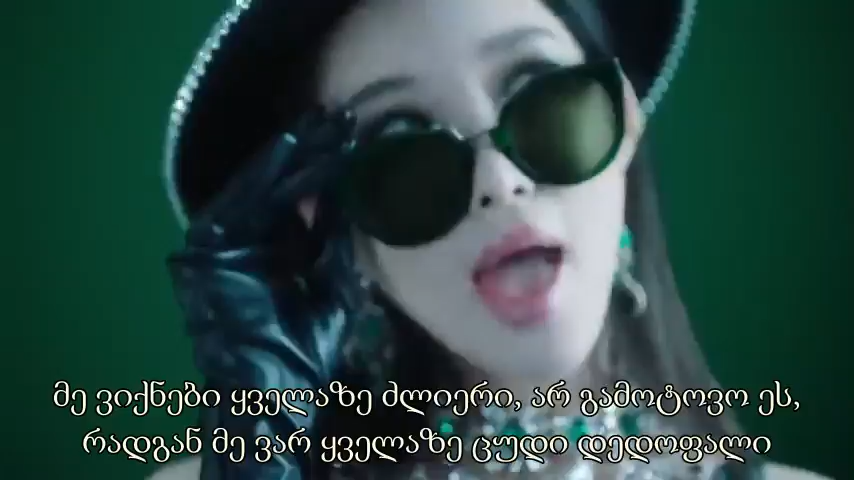 მე ვიქნები ყველაზე ძლიერი, არ გამოტოვო ეს,
რადგან მე ვარ ყველაზე ცუდი დედოფალი